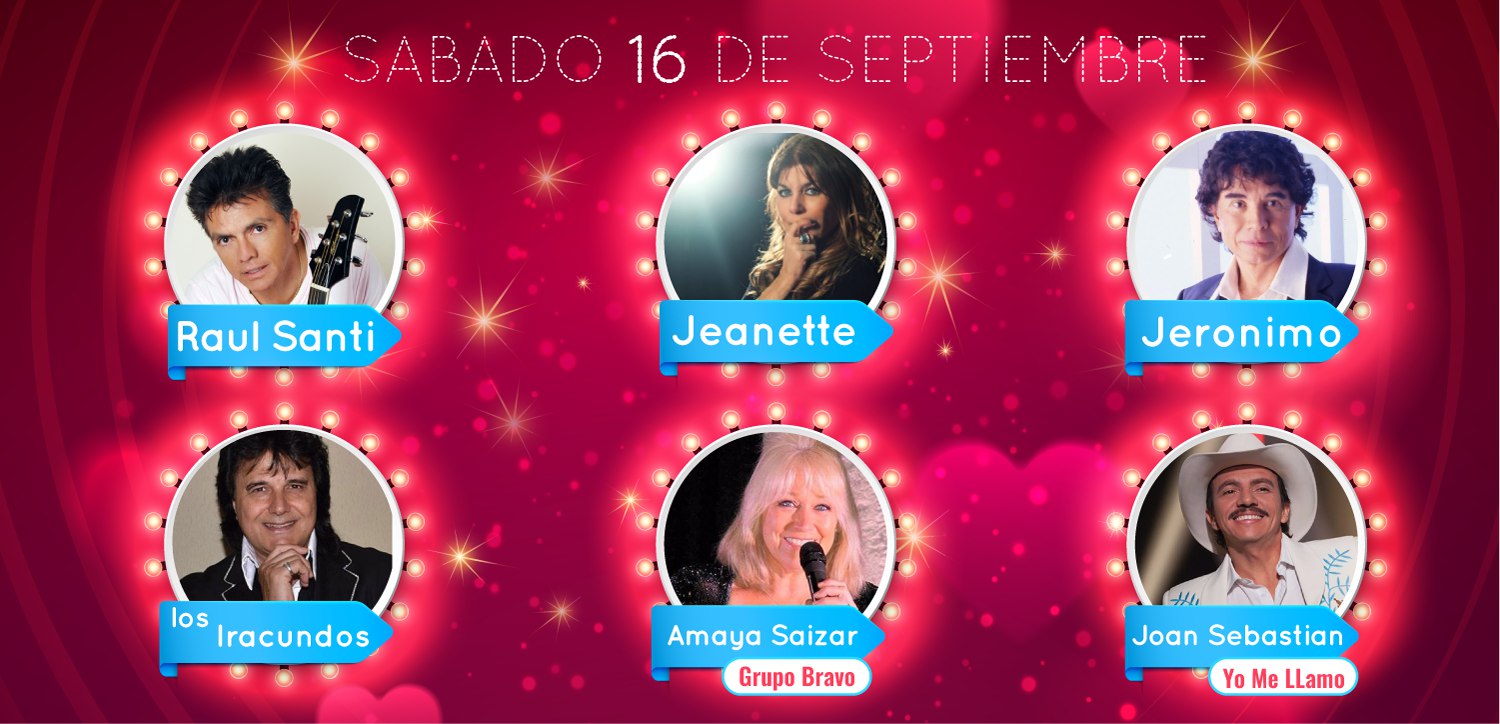 SABADO 16 DE SEPTIEMBRE
Raul Santi
Jeanette
Jeronimo
los Iracundos
Amaya Saizar
Grupo Bravo
Joan Sebastian
Yo Me LLamo